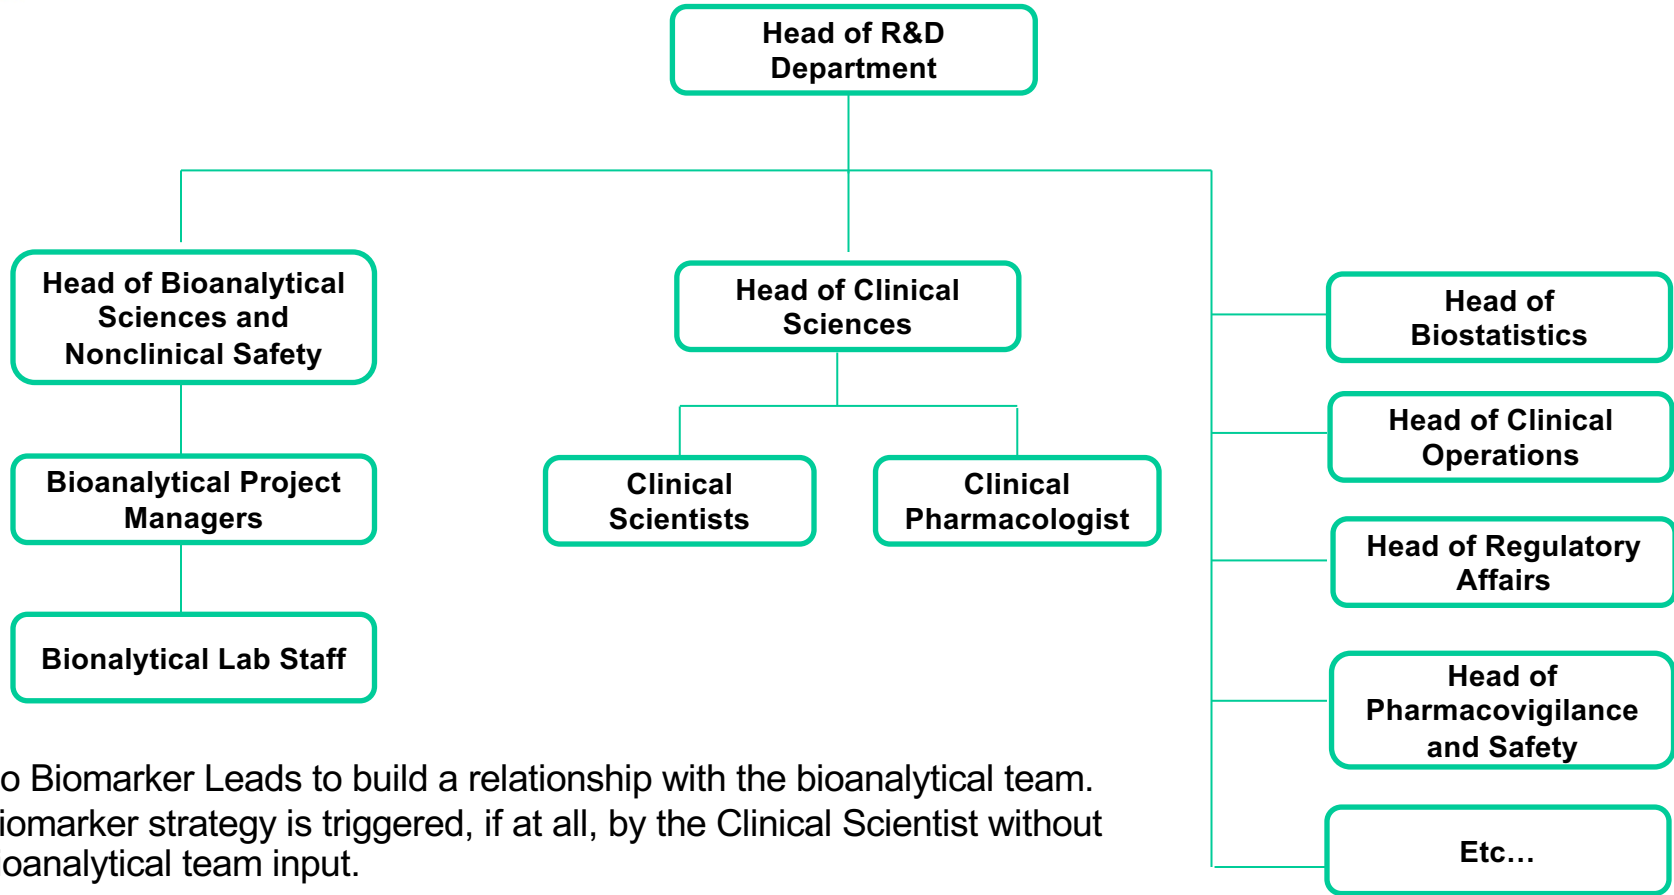 Head of R&D
Department
Head of Bioanalytical
Sciences and
Nonclinical Safety
Head of Clinical
Sciences
Head of
Biostatistics
Head of Clinical
Operations
Bioanalytical Project
Managers
Clinical
Scientists
Clinical
Pharmacologist
Head of Regulatory
Affairs
Bionalytical Lab Staff
Head of
Pharmacovigilance
and Safety
Etc…
o Biomarker Leads to build a relationship with the bioanalytical team.
iomarker strategy is triggered, if at all, by the Clinical Scientist without
ioanalytical team input.